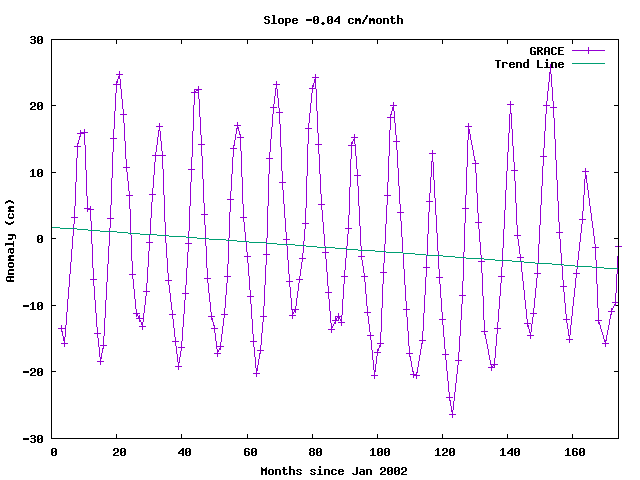 Slope -0.04 cm/month
GRACE
Trend Line
30
20
10
0
-10
-20
-30
Anomaly (cm)
0 20 40 60 80 100 120 140 160
Months since Jan 2002